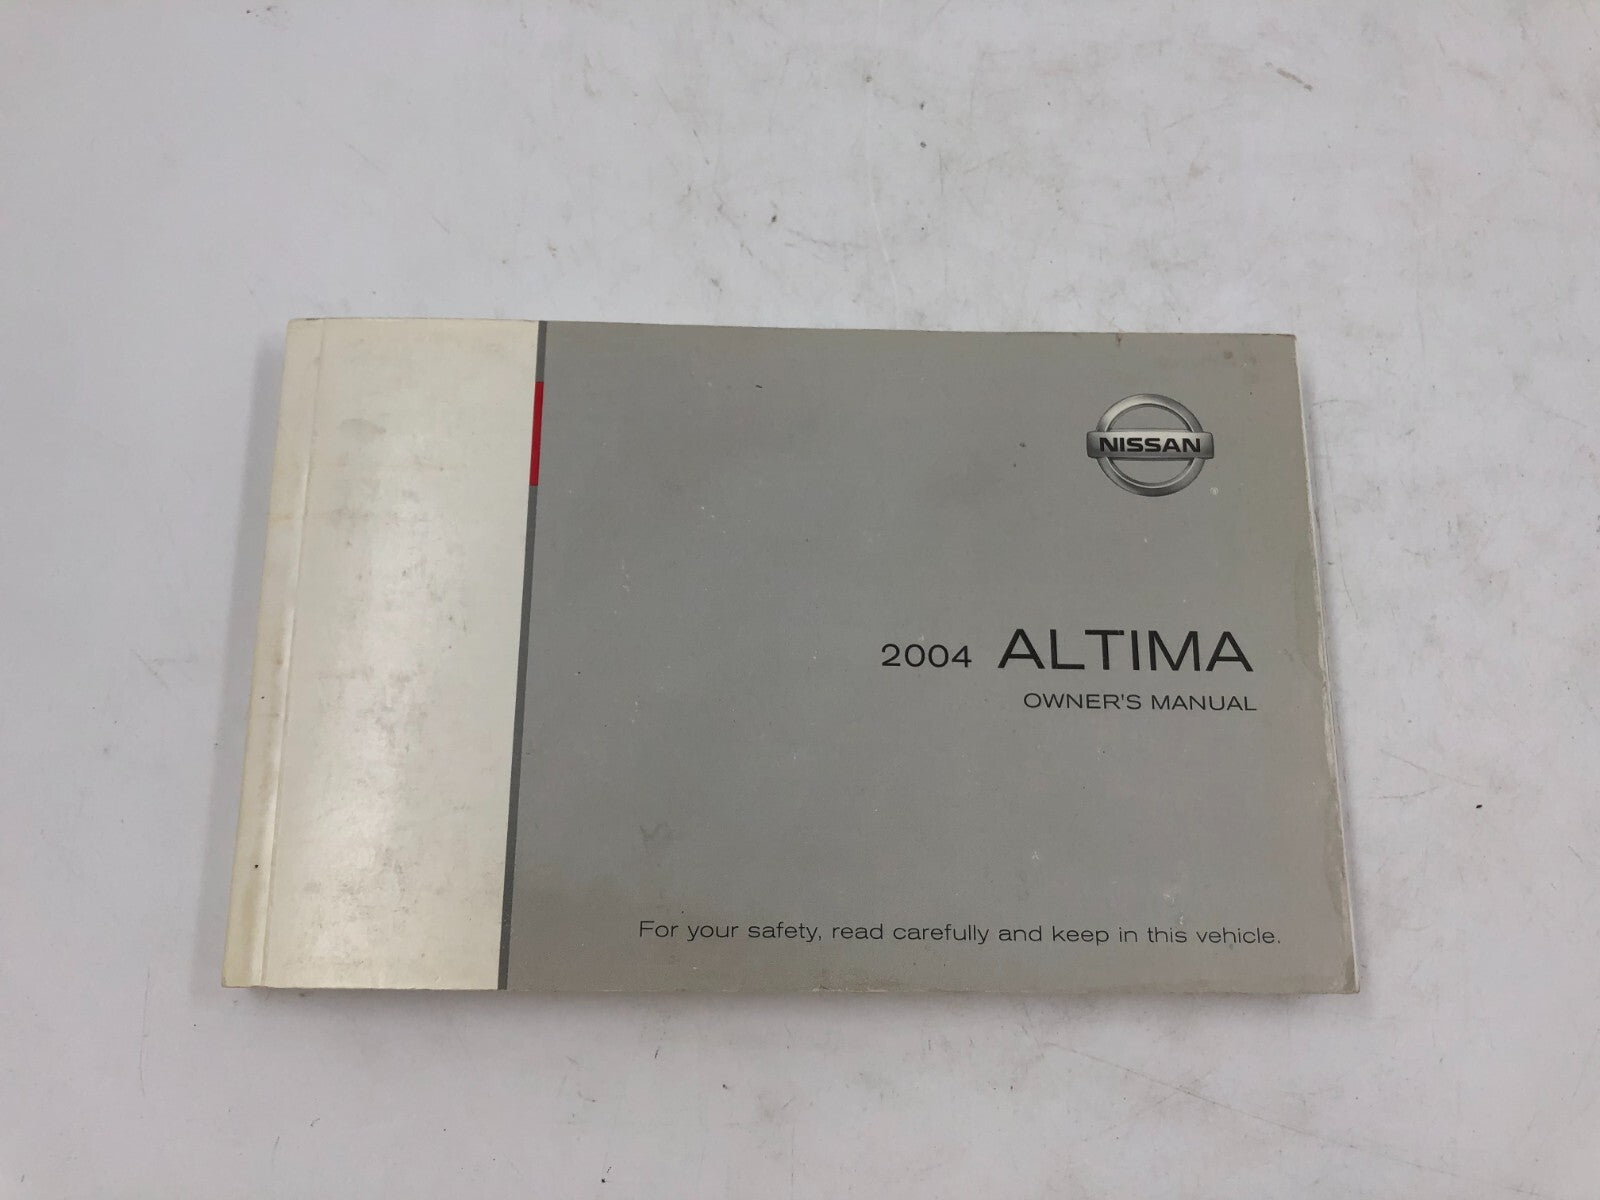 NISSAN
®
2004 ALTIMA
OWNER'S MANUAL
For your safety, read carefully and keep in this vehicle.